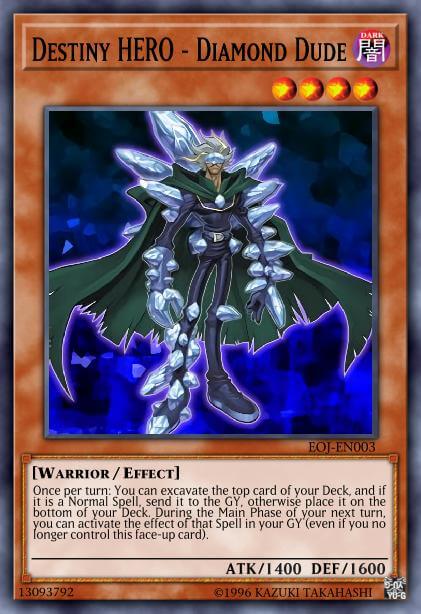 DESTINY HERO - DIAMOND DUDE
DARK
闇
D
EOJ-EN003
[WARRIOR / EFFECT]
Once per turn: You can excavate the top card of your Deck, and if
it is a Normal Spell, send it to the GY, otherwise place it on the
bottom of your Deck. During the Main Phase of your next turn,
you can activate the effect of that Spell in your GY (even if you no
longer control this face-up card).
ATK/1400 DEF/1600
13093792
©1996 KAZUKI TAKAHASHI